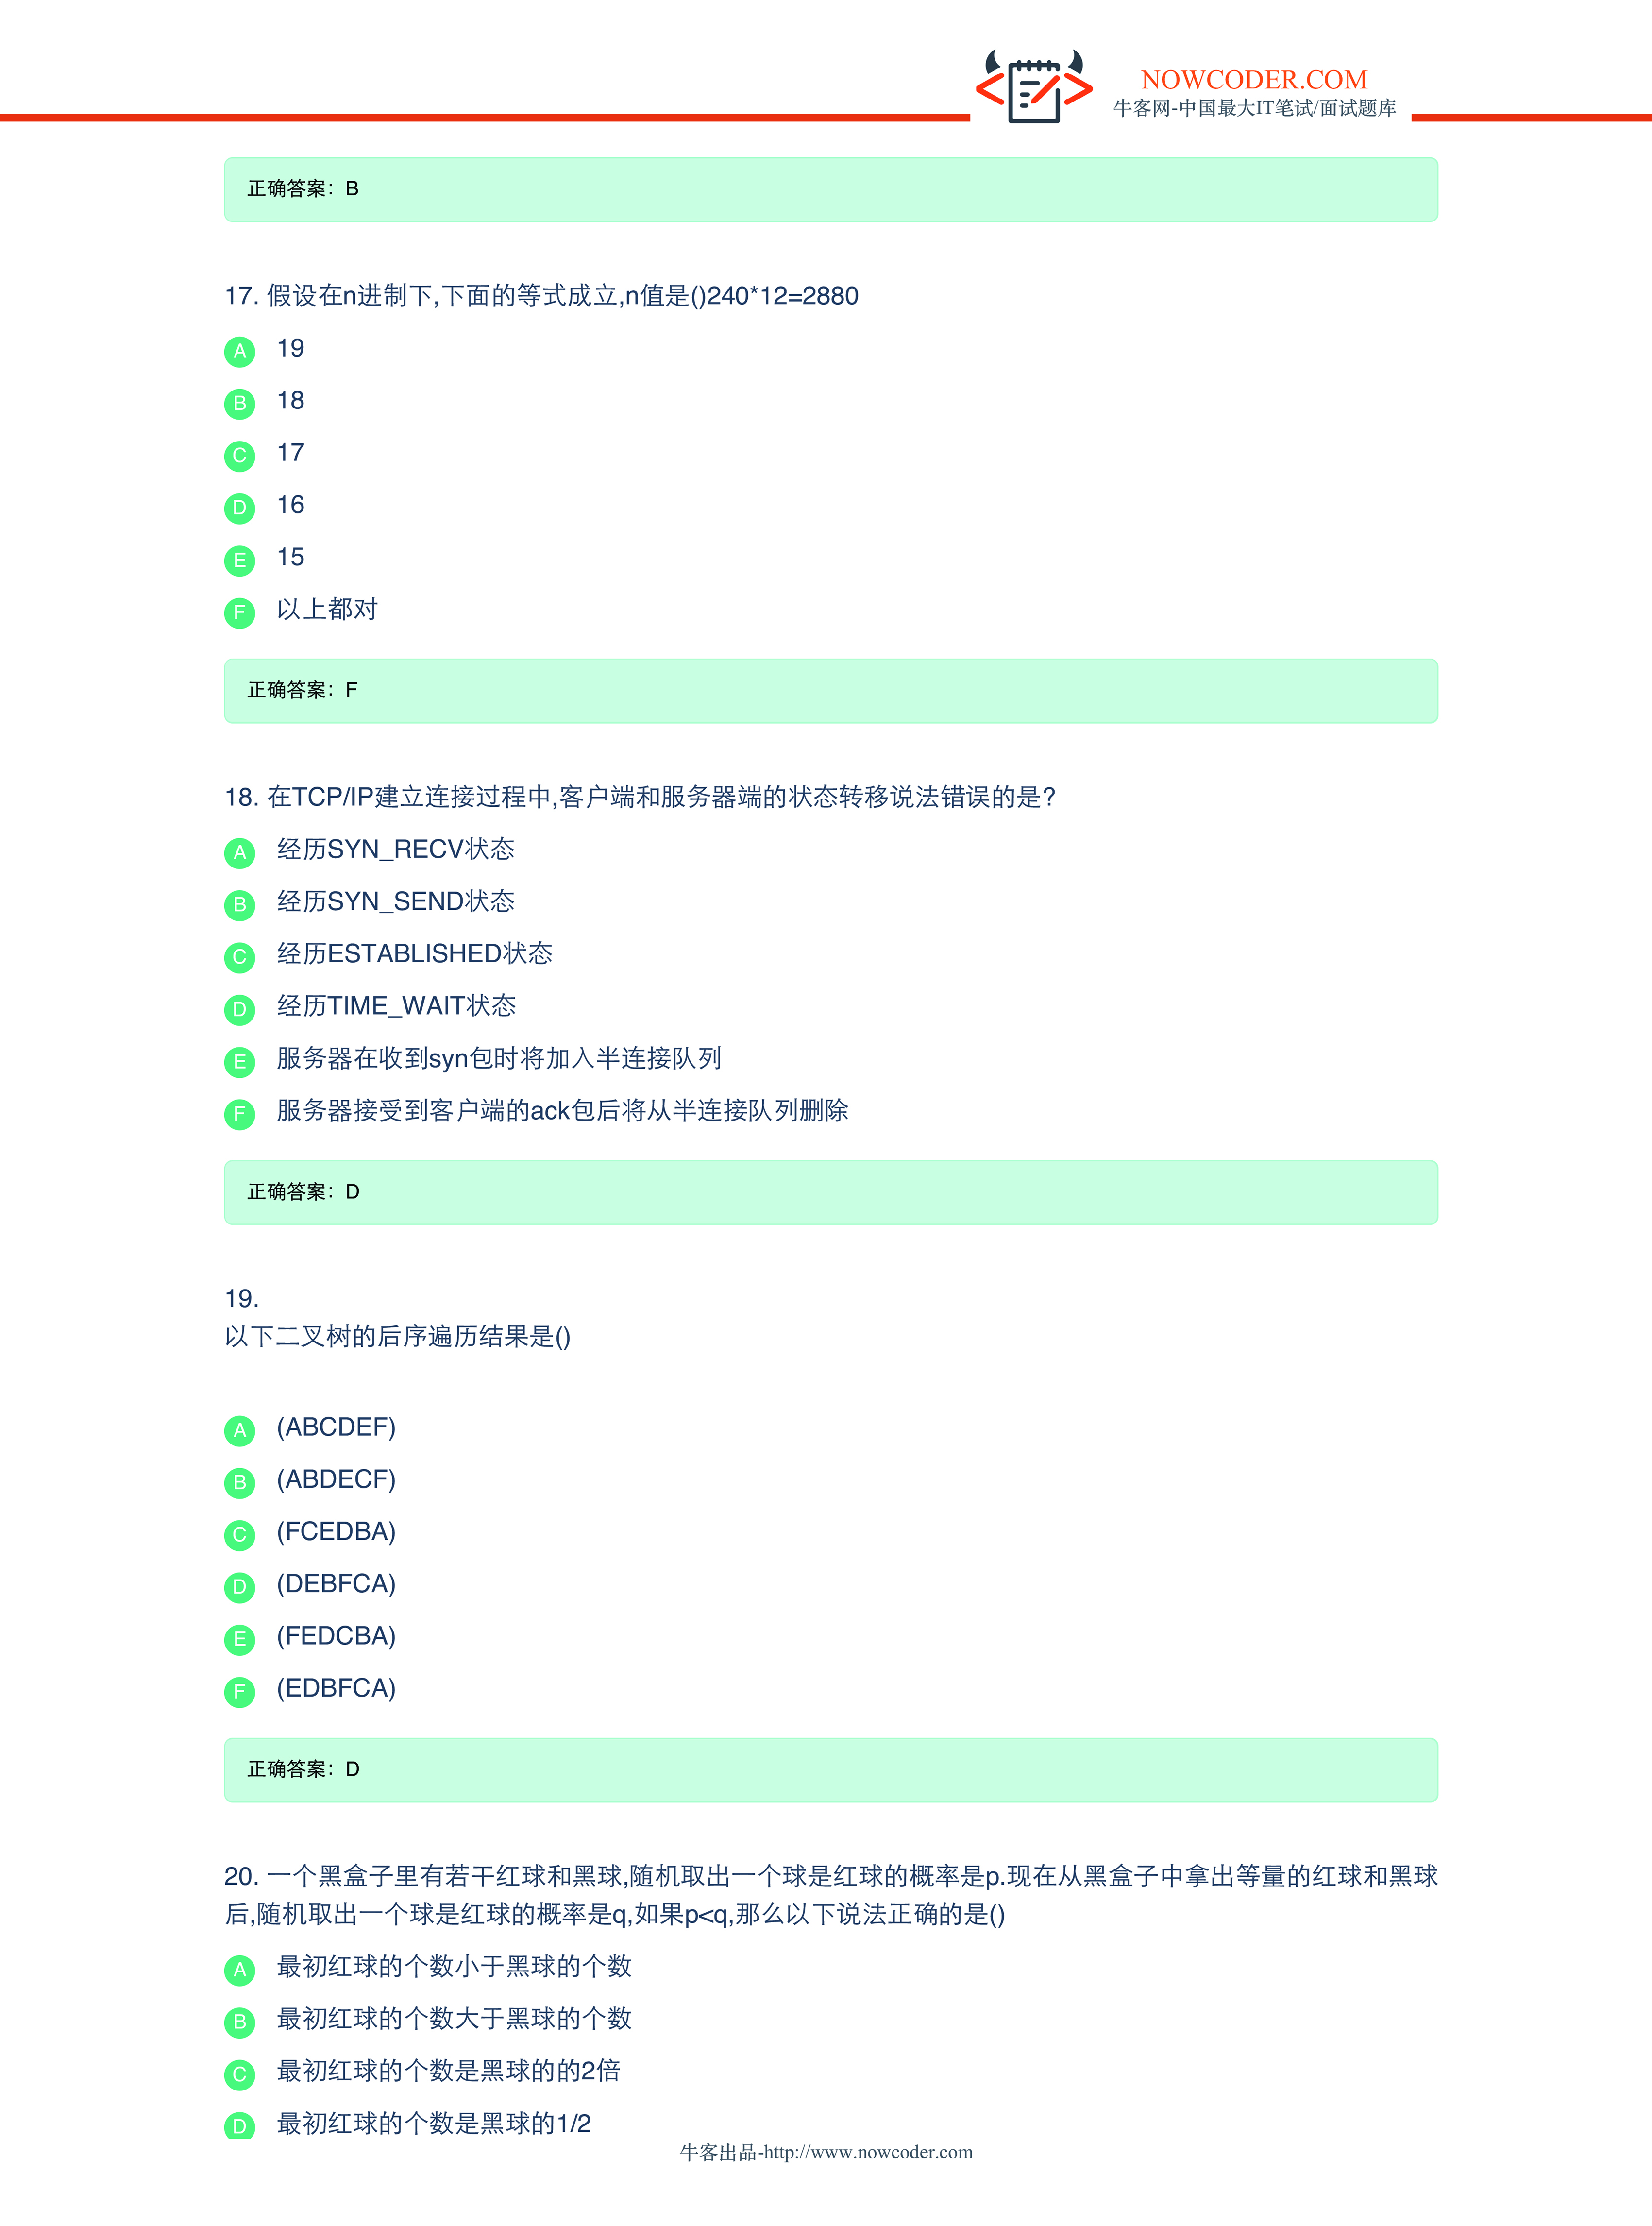 NOWCODER.COM
牛客网-中国最大IT笔试/面试题库
正确答案：B
17. 假设在n进制下,下面的等式成立,n值是()240*12=2880
A 19
B 18
C 17
D 16
E 15
F 以上都对
正确答案：F
18. 在TCP/IP建立连接过程中,客户端和服务器端的状态转移说法错误的是?
A 经历SYN_RECV状态
B 经历SYN_SEND状态
C 经历ESTABLISHED状态
D 经历TIME_WAIT状态
E 服务器在收到syn包时将加入半连接队列
F 服务器接受到客户端的ack包后将从半连接队列删除
正确答案：D
19.
以下二叉树的后序遍历结果是()
A (ABCDEF)
B (ABDECF)
C (FCEDBA)
D (DEBFCA)
E (FEDCBA)
F (EDBFCA)
正确答案：D
20. 一个黑盒子里有若干红球和黑球,随机取出一个球是红球的概率是p.现在从黑盒子中拿出等量的红球和黑球
后,随机取出一个球是红球的概率是q,如果p<q,那么以下说法正确的是()
A 最初红球的个数小于黑球的个数
B 最初红球的个数大于黑球的个数
C 最初红球的个数是黑球的的2倍
D 最初红球的个数是黑球的1/2
牛客出品-http://www.nowcoder.com